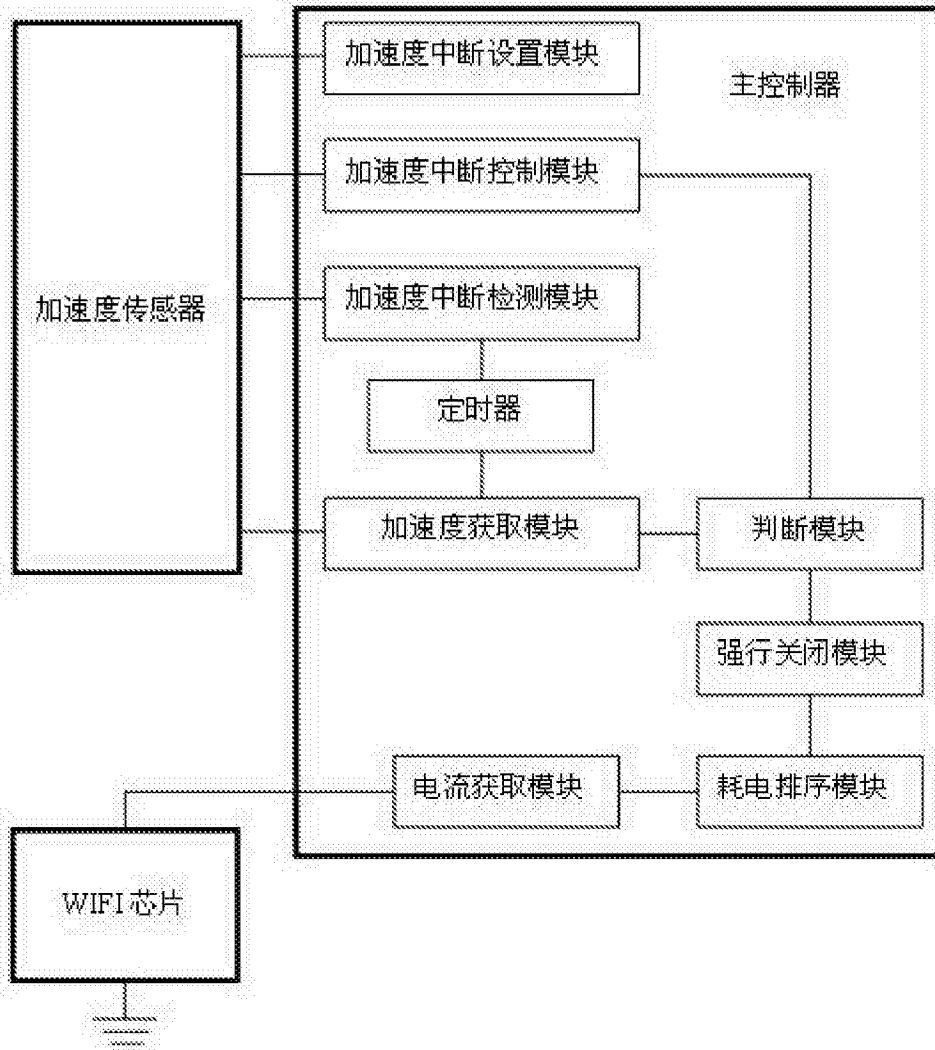 加速度中断设置模块
主控制器
加速度中断控制模块
加速度中断检测模块
加速度传感器
定时器
加速度获取模块
判断模块
强行关闭模块
电流获取模块
耗电排序模块
WIFI 芯片